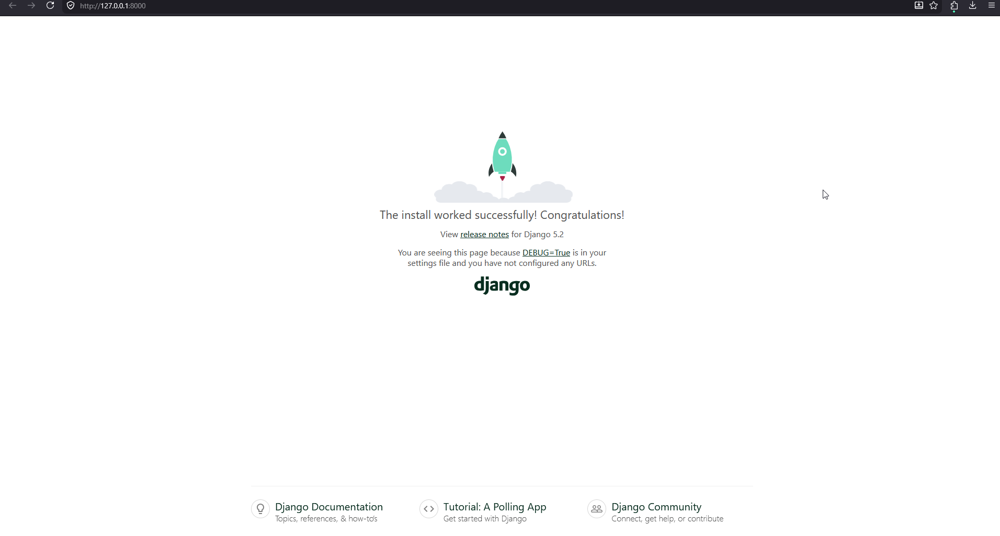 http://127.0.0.1:8000
The install worked successfully! Congratulations!
View release notes for Django 5.2
You are seeing this page because DEBUG=True is in your
settings file and you have not configured any URLs.
django
Django Documentation
Topics, references, & how-to's
Tutorial: A Polling App
Get started with Django
Django Community
Connect, get help, or contribute